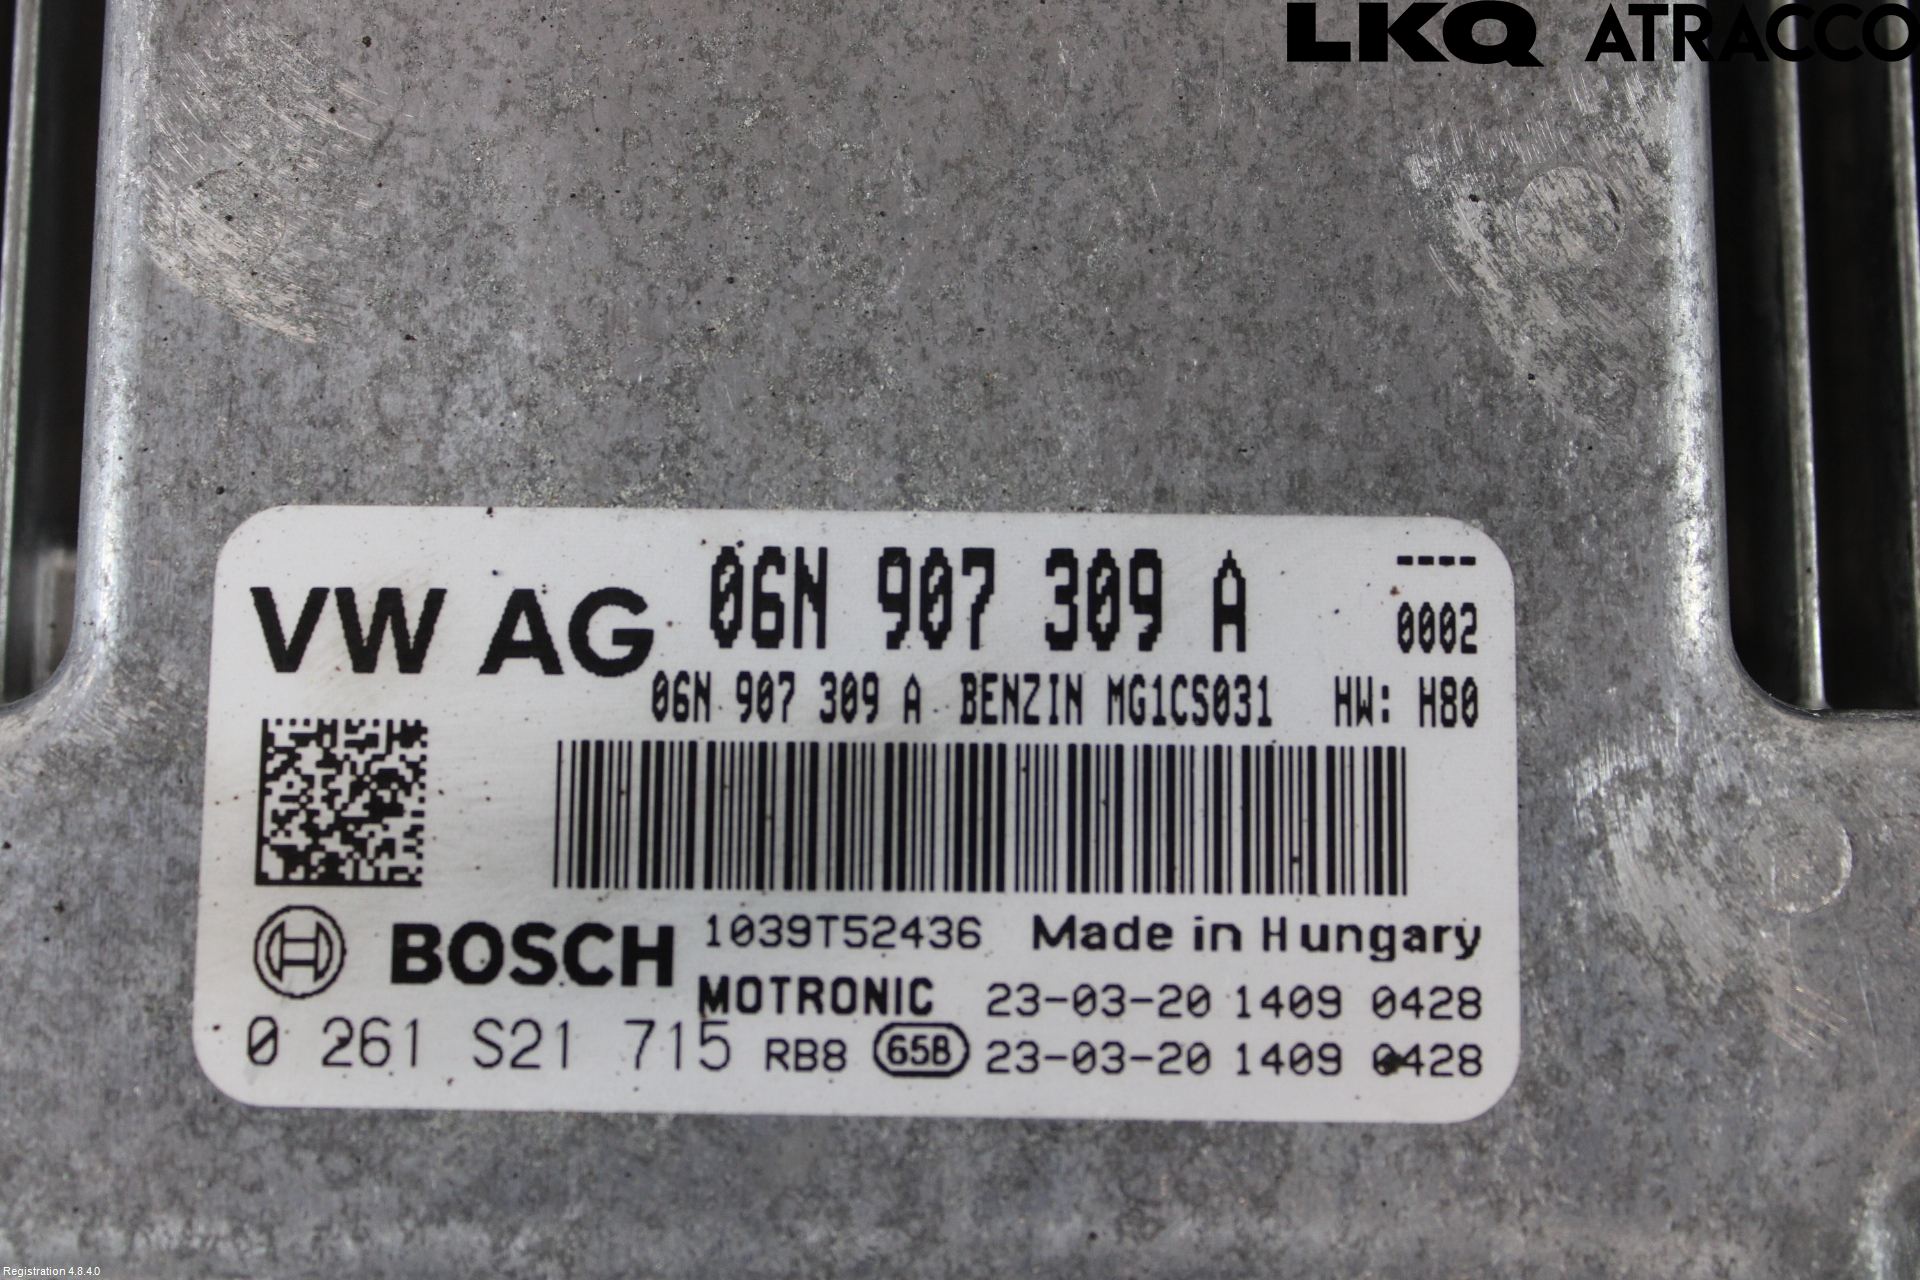 LKQ ATRACCO
VW AG 06N 907 309 A ----
0002
06N 907 309 A BENZIN MG1CS031 HW: H80
BOSCH 1039T52436 Made in Hungary
MOTRONIC 23-03-20 1409 0428
0 261 S21 715 RB8 65B 23-03-20 1409 0428
Registration 4.8.4.0